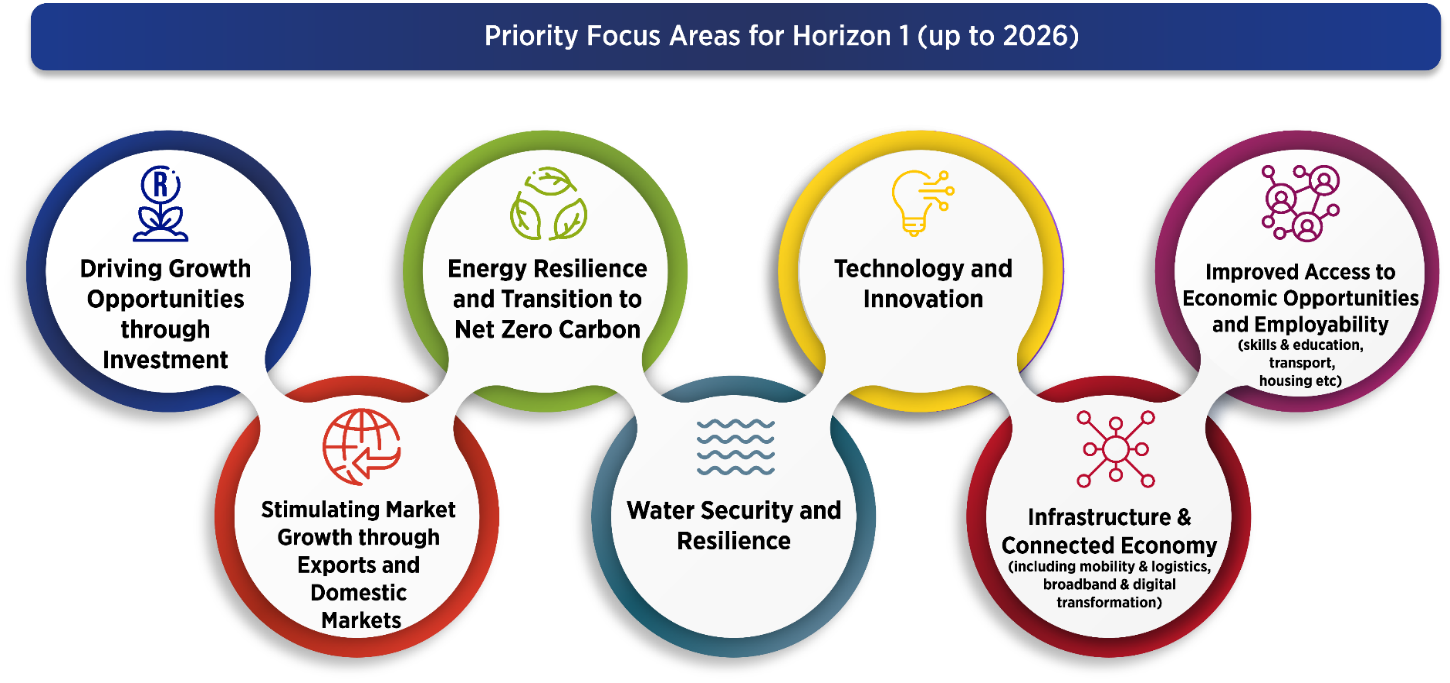 Priority Focus Areas for Horizon 1 (up to 2026)
R
Driving Growth
Opportunities
through
Investment
Stimulating Market
Growth through
Exports and
Domestic
Markets
Energy Resilience
and Transition to
Net Zero Carbon
Water Security and
Resilience
Technology and
Innovation
Infrastructure &
Connected Economy
(including mobility & logistics,
broadband & digital
transformation)
Improved Access to
Economic Opportunities
and Employability
(skills & education,
transport,
housing etc)